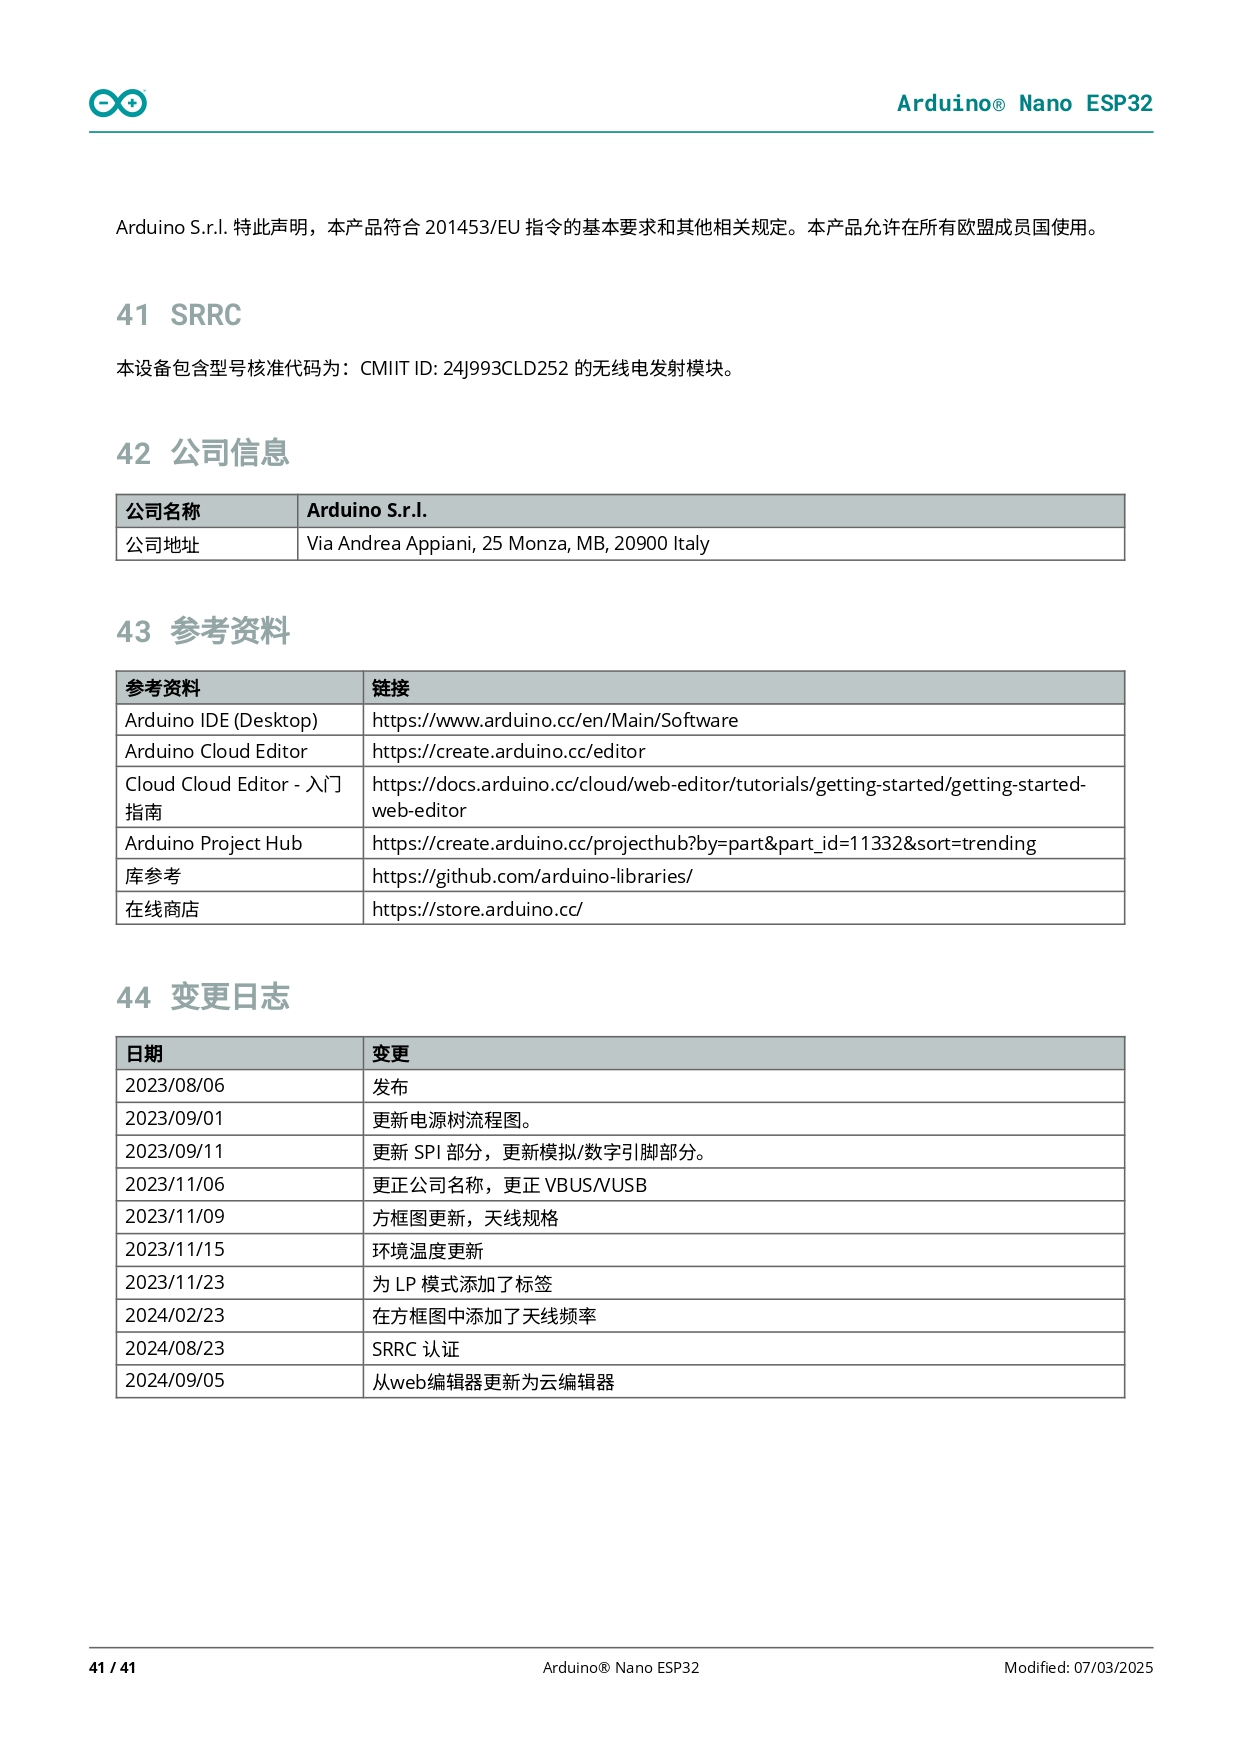 Arduino® Nano ESP32
Arduino S.r.l. 特此声明，本产品符合 201453/EU 指令的基本要求和其他相关规定。本产品允许在所有欧盟成员国使用。
41 SRRC
本设备包含型号核准代码为：CMIIT ID: 24J993CLD252 的无线电发射模块。
42 公司信息
公司名称 Arduino S.r.l.
公司地址 Via Andrea Appiani, 25 Monza, MB, 20900 Italy
43 参考资料
参考资料 链接
Arduino IDE (Desktop) https://www.arduino.cc/en/Main/Software
Arduino Cloud Editor https://create.arduino.cc/editor
Cloud Cloud Editor - 入门 https://docs.arduino.cc/cloud/web-editor/tutorials/getting-started/getting-started-
指南 web-editor
Arduino Project Hub https://create.arduino.cc/projecthub?by=part&part_id=11332&sort=trending
库参考 https://github.com/arduino-libraries/
在线商店 https://store.arduino.cc/
44 变更日志
日期 变更
2023/08/06 发布
2023/09/01 更新电源树流程图。
2023/09/11 更新 SPI 部分，更新模拟/数字引脚部分。
2023/11/06 更正公司名称，更正 VBUS/VUSB
2023/11/09 方框图更新，天线规格
2023/11/15 环境温度更新
2023/11/23 为 LP 模式添加了标签
2024/02/23 在方框图中添加了天线频率
2024/08/23 SRRC 认证
2024/09/05 从web编辑器更新为云编辑器
41 / 41 Arduino® Nano ESP32 Modified: 07/03/2025